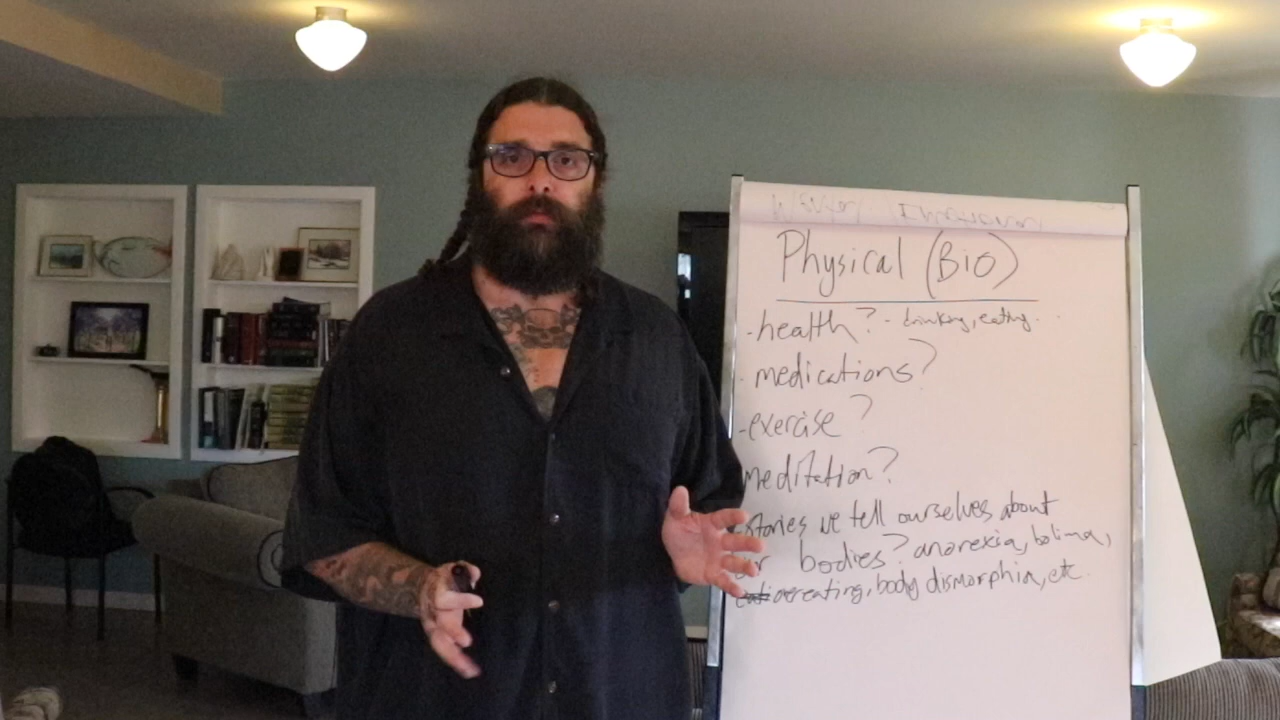 Physical (Bio)
-health? - drinking, eating...
- medications?
-exercise?
meditation?
-stories we tell ourselves about
our bodies? anorexia, bolima,
overeating, body dismorphia, etc.